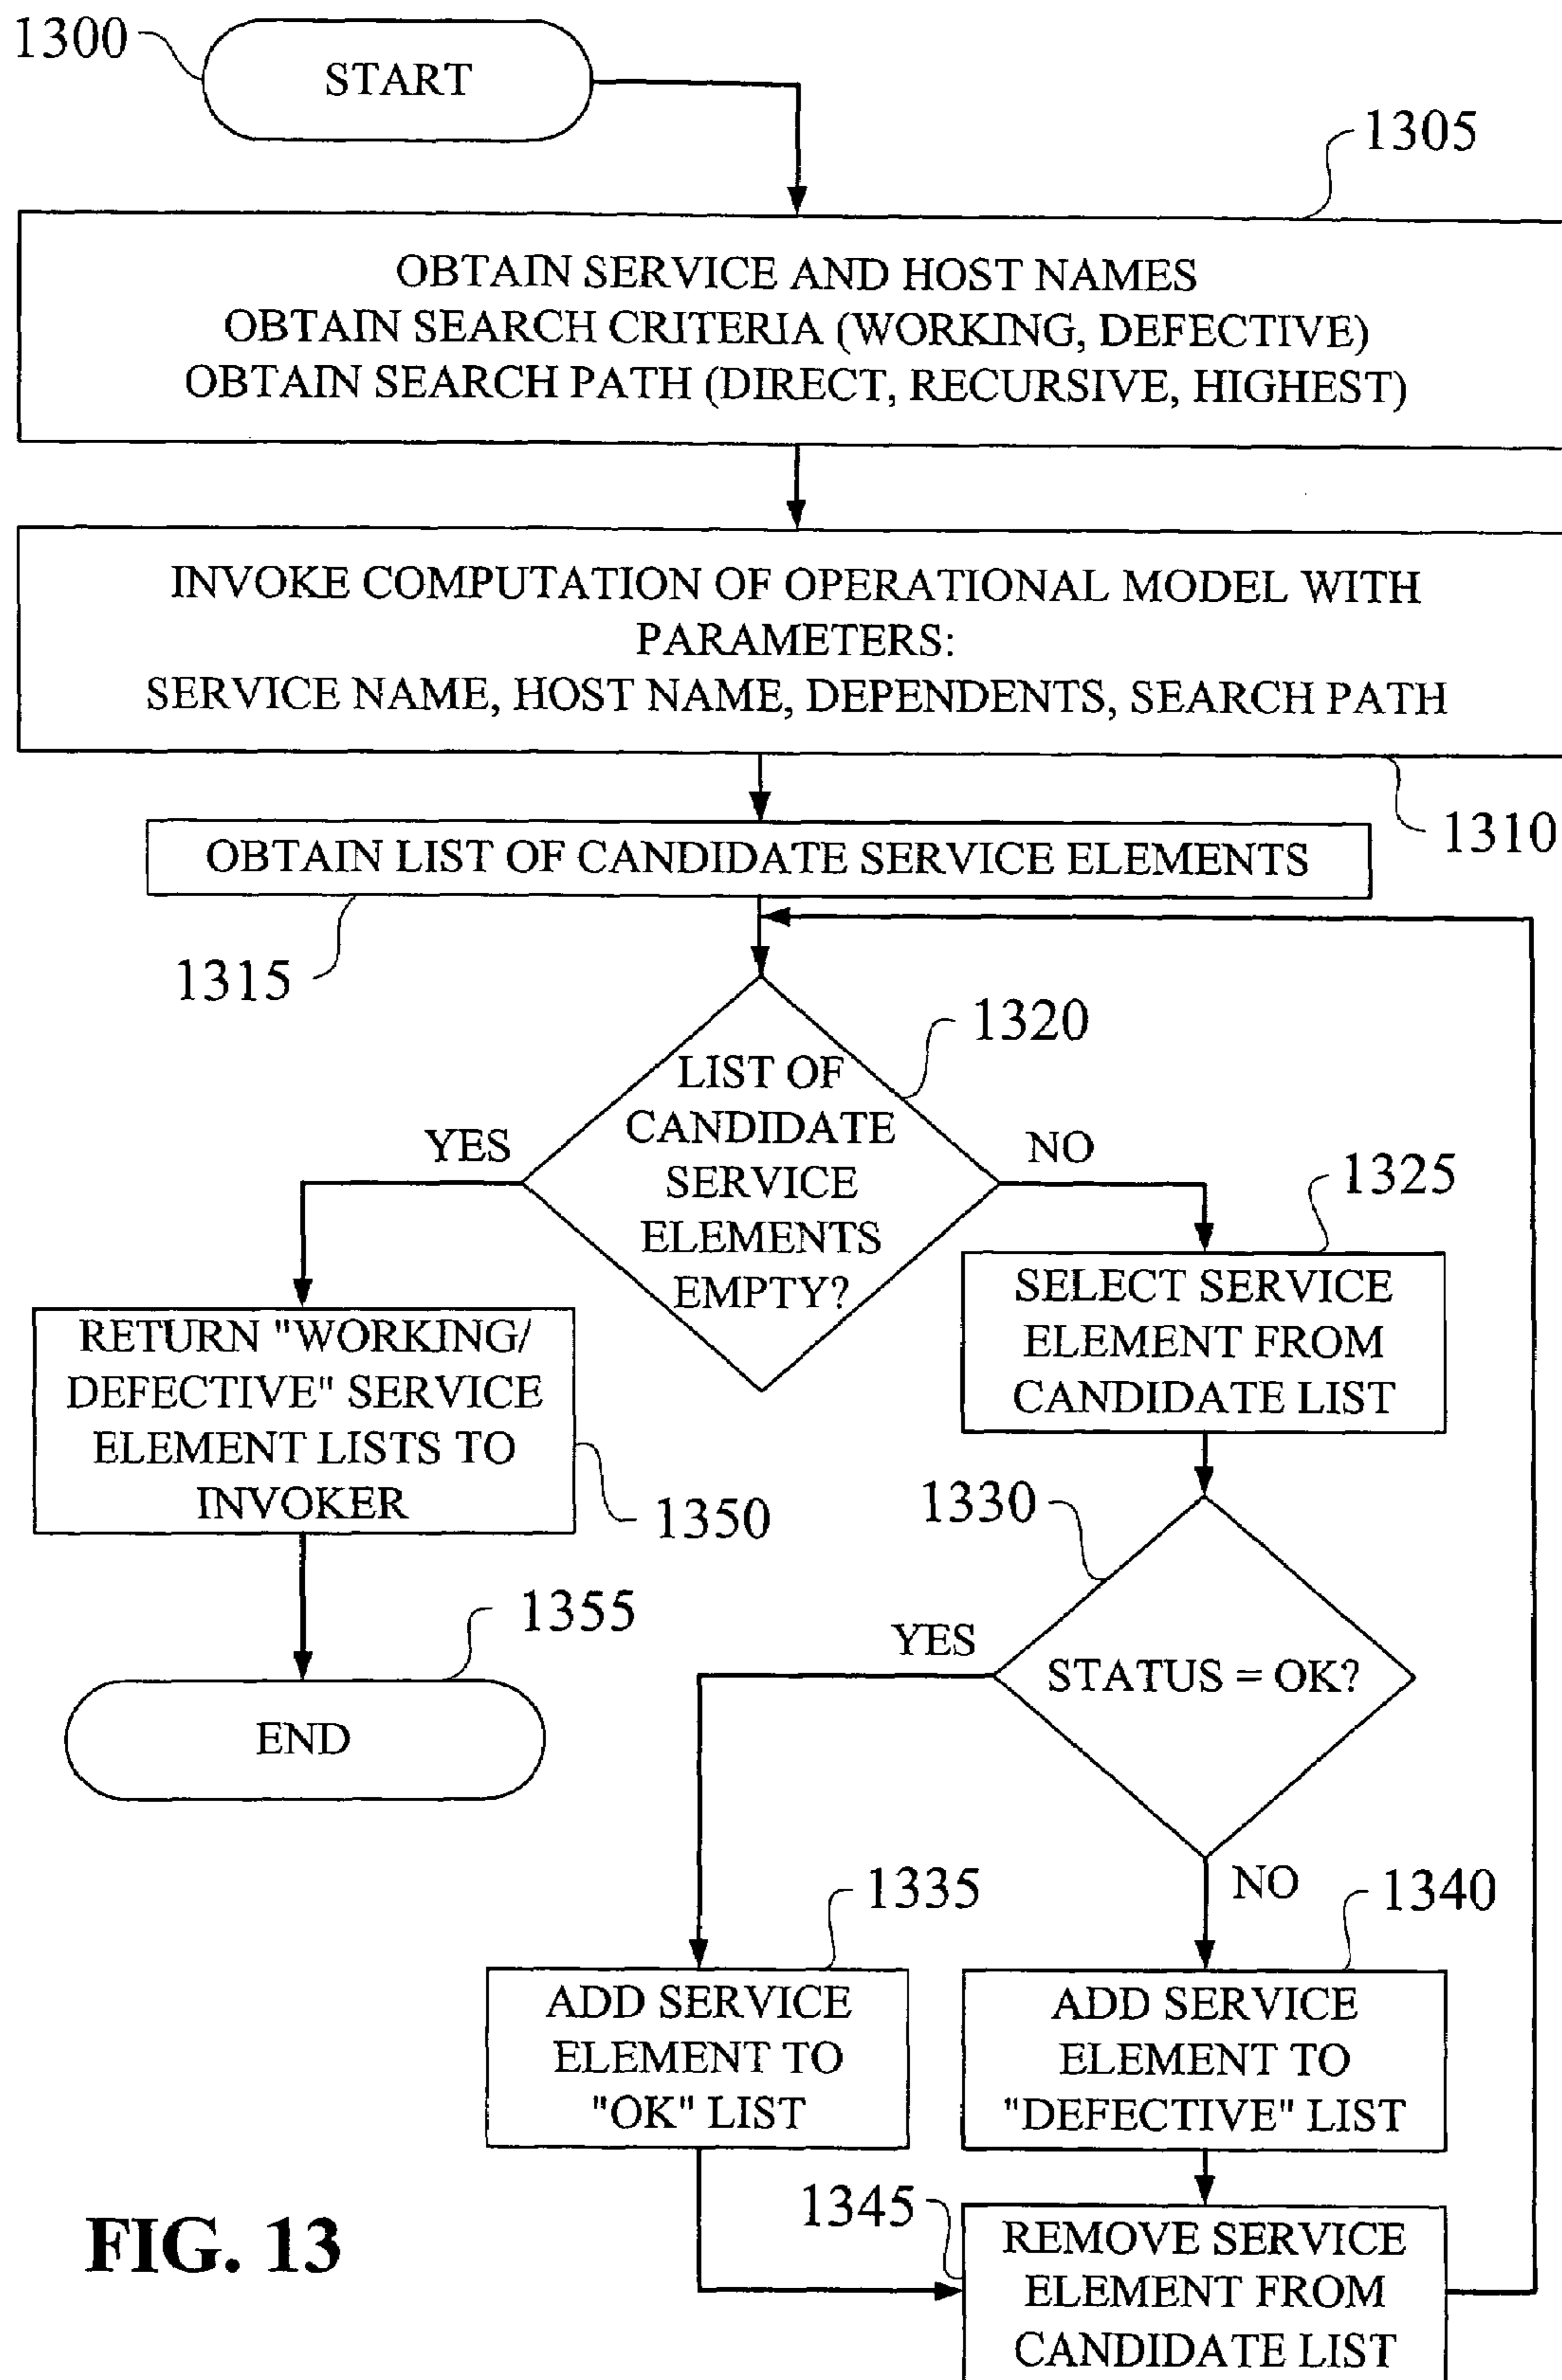 1300
START
1305
OBTAIN SERVICE AND HOST NAMES
OBTAIN SEARCH CRITERIA (WORKING, DEFECTIVE)
OBTAIN SEARCH PATH (DIRECT, RECURSIVE, HIGHEST)
INVOKE COMPUTATION OF OPERATIONAL MODEL WITH
PARAMETERS:
SERVICE NAME, HOST NAME, DEPENDENTS, SEARCH PATH
1310
OBTAIN LIST OF CANDIDATE SERVICE ELEMENTS
1315
1320
LIST OF
CANDIDATE
SERVICE
ELEMENTS
EMPTY?
YES
NO
1325
SELECT SERVICE
ELEMENT FROM
CANDIDATE LIST
RETURN "WORKING/
DEFECTIVE" SERVICE
ELEMENT LISTS TO
INVOKER
1350
1330
1355
END
YES
STATUS = OK?
NO
1335
1340
ADD SERVICE
ELEMENT TO
"OK" LIST
ADD SERVICE
ELEMENT TO
"DEFECTIVE" LIST
1345
REMOVE SERVICE
ELEMENT FROM
CANDIDATE LIST
FIG. 13